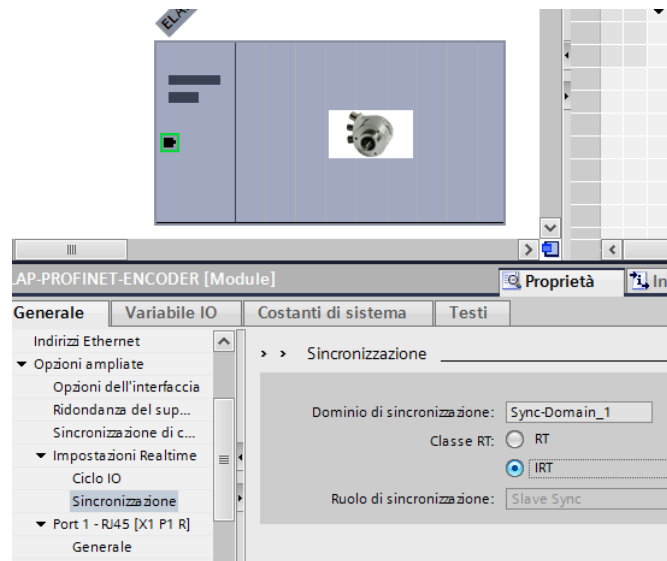 ELAP
LAP-PROFINET-ENCODER [Module]
Proprietà
In
Generale
Variabile IO
Costanti di sistema
Testi
Indirizzi Ethernet
Opzioni ampliate
Opzioni dell'interfaccia
Ridondanza del sup...
Sincronizzazione di c...
Impostazioni Realtime
Ciclo IO
Sincronizzazione
Port 1 - RJ45 [X1 P1 R]
Generale
> > Sincronizzazione
Dominio di sincronizzazione: Sync-Domain_1
Classe RT: RT
IRT
Ruolo di sincronizzazione: Slave Sync